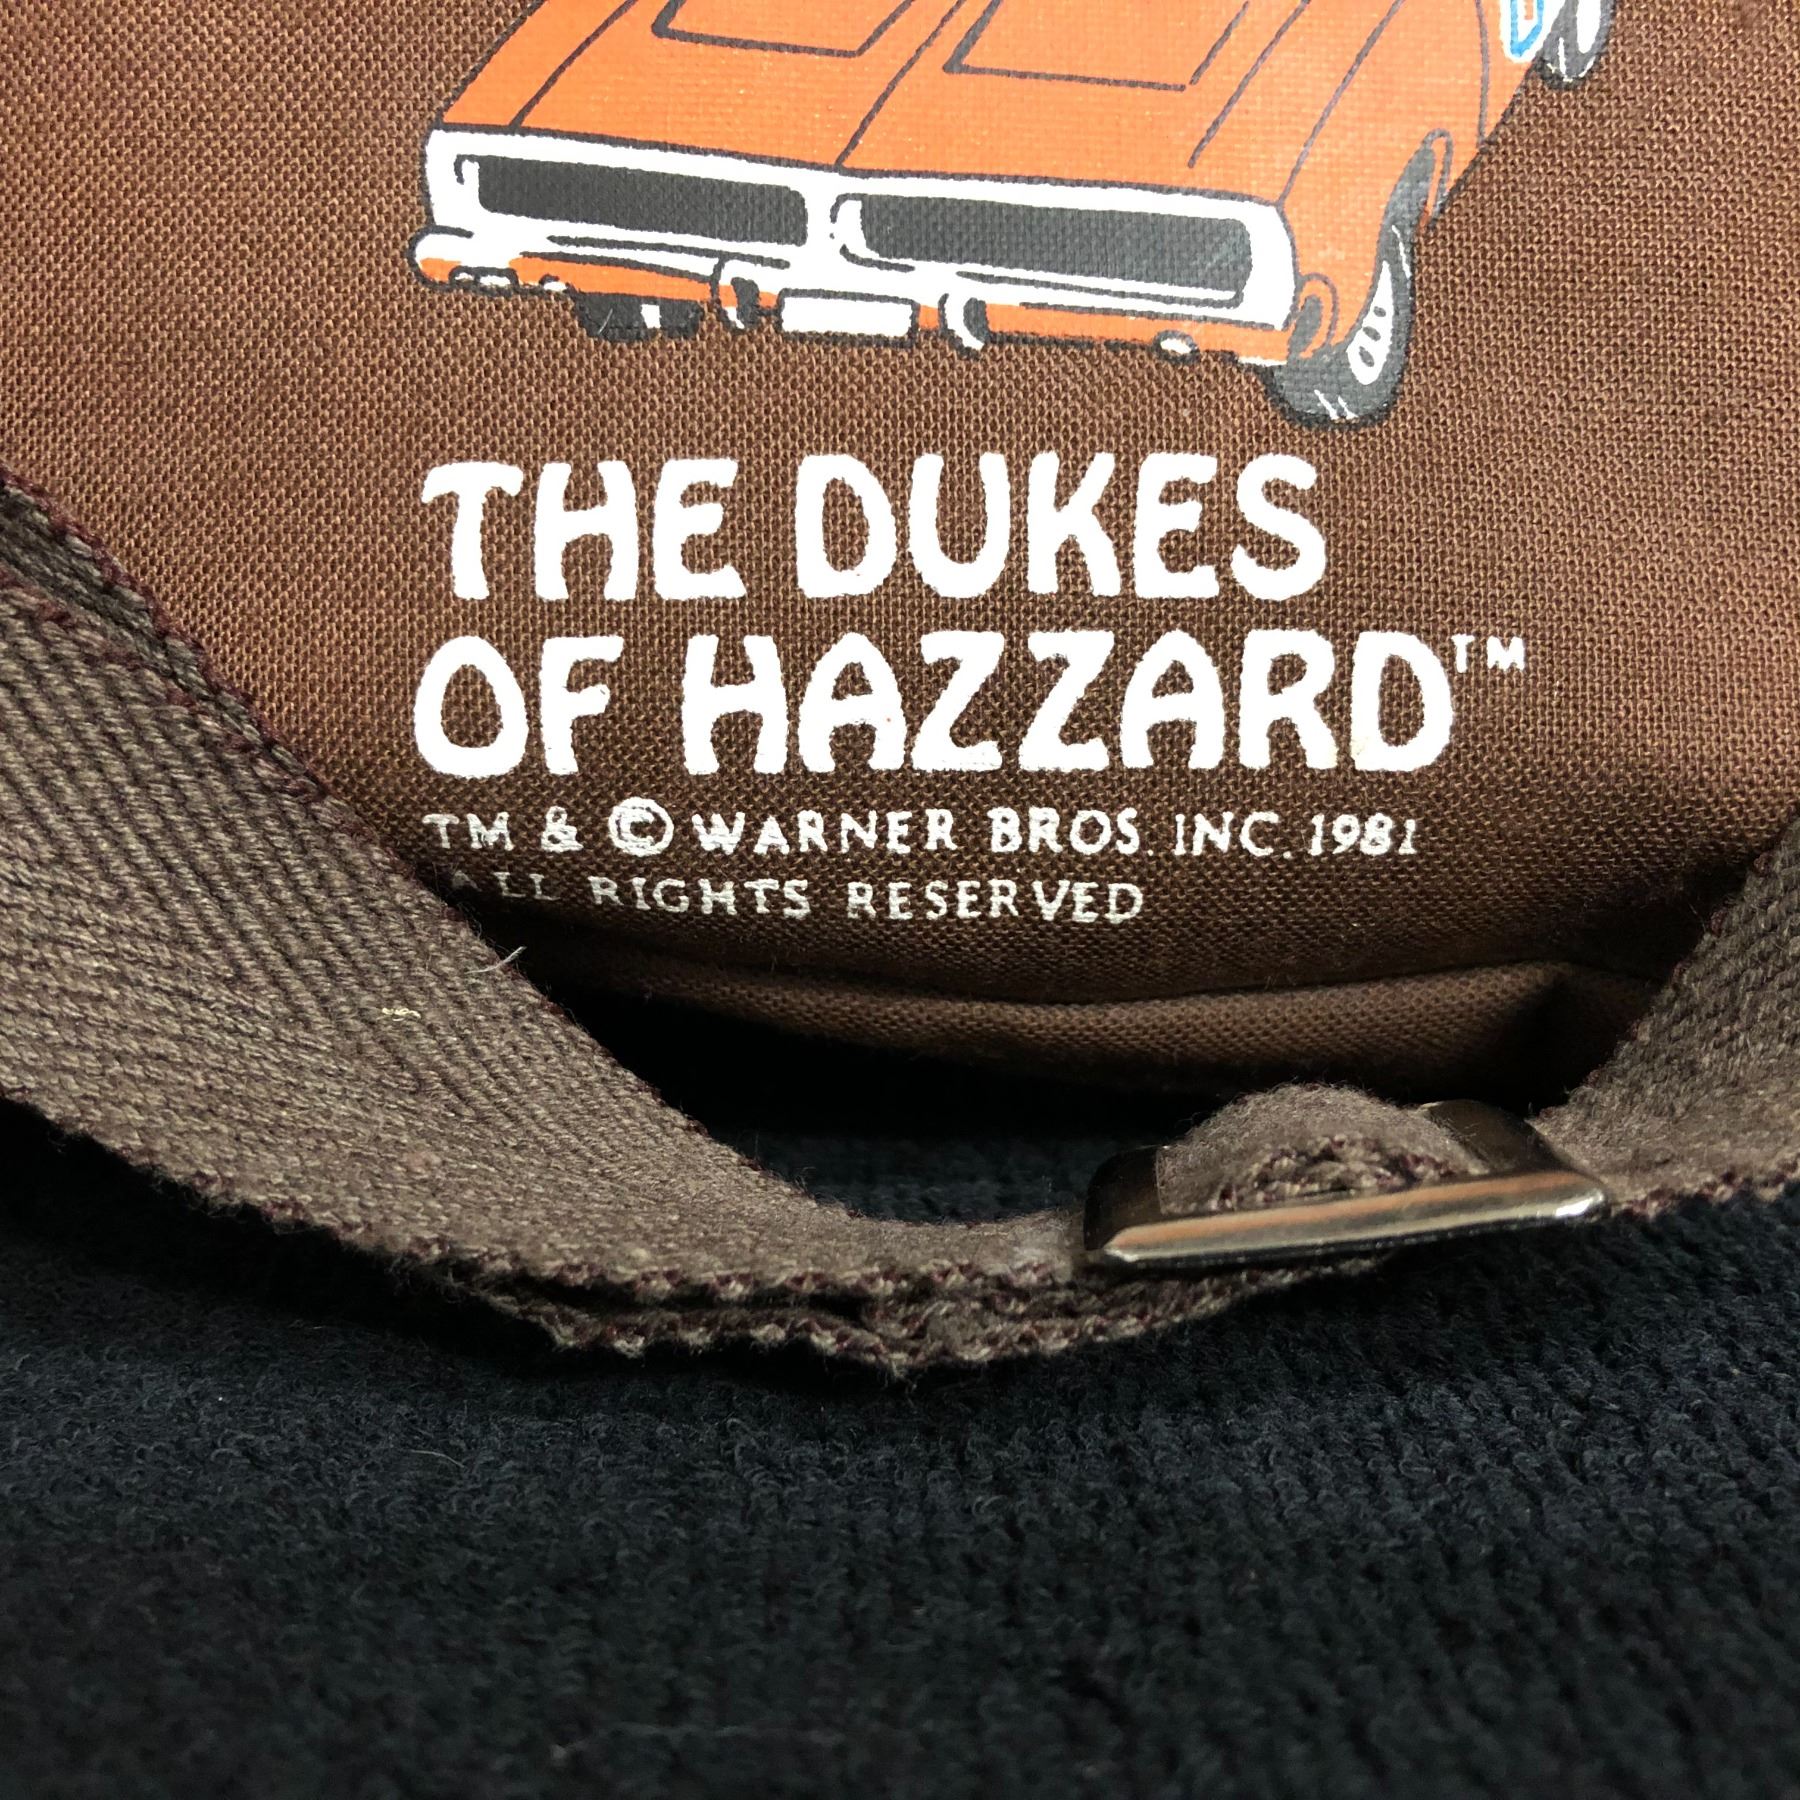 THE DUKES
OF HAZZARD™
TM & © WARNER BROS. INC. 1981
ALL RIGHTS RESERVED